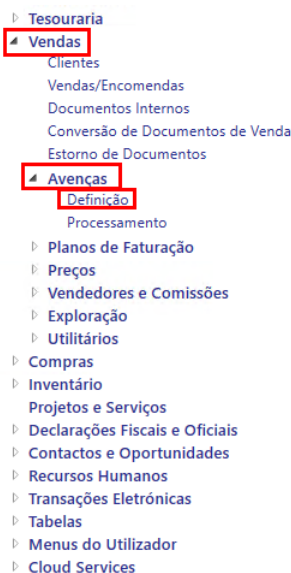 Tesouraria
Vendas
Clientes
Vendas/Encomendas
Documentos Internos
Conversão de Documentos de Venda
Estorno de Documentos
Avenças
Definição
Processamento
Planos de Faturação
Preços
Vendedores e Comissões
Exploração
Utilitários
Compras
Inventário
Projetos e Serviços
Declarações Fiscais e Oficiais
Contactos e Oportunidades
Recursos Humanos
Transações Eletrónicas
Tabelas
Menus do Utilizador
Cloud Services